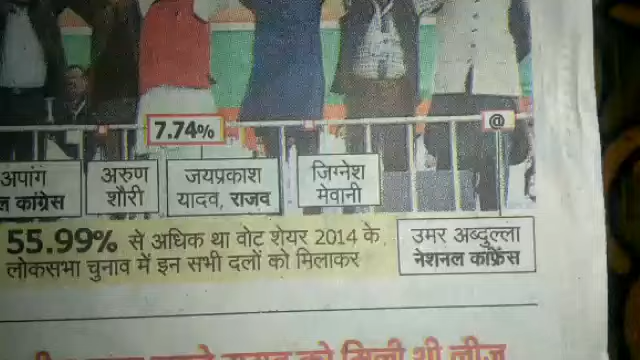 7.74%
@
अपांग
ल कांग्रेस
अरुण
शौरी
जयप्रकाश
यादव, राजव
जिग्नेश
मेवानी
उमर अब्दुल्ला
नेशनल कांफ्रेंस
55.99% से अधिक था वोट शेयर 2014 के
लोकसभा चुनाव में इन सभी दलों को मिलाकर
को मिली थी लीज